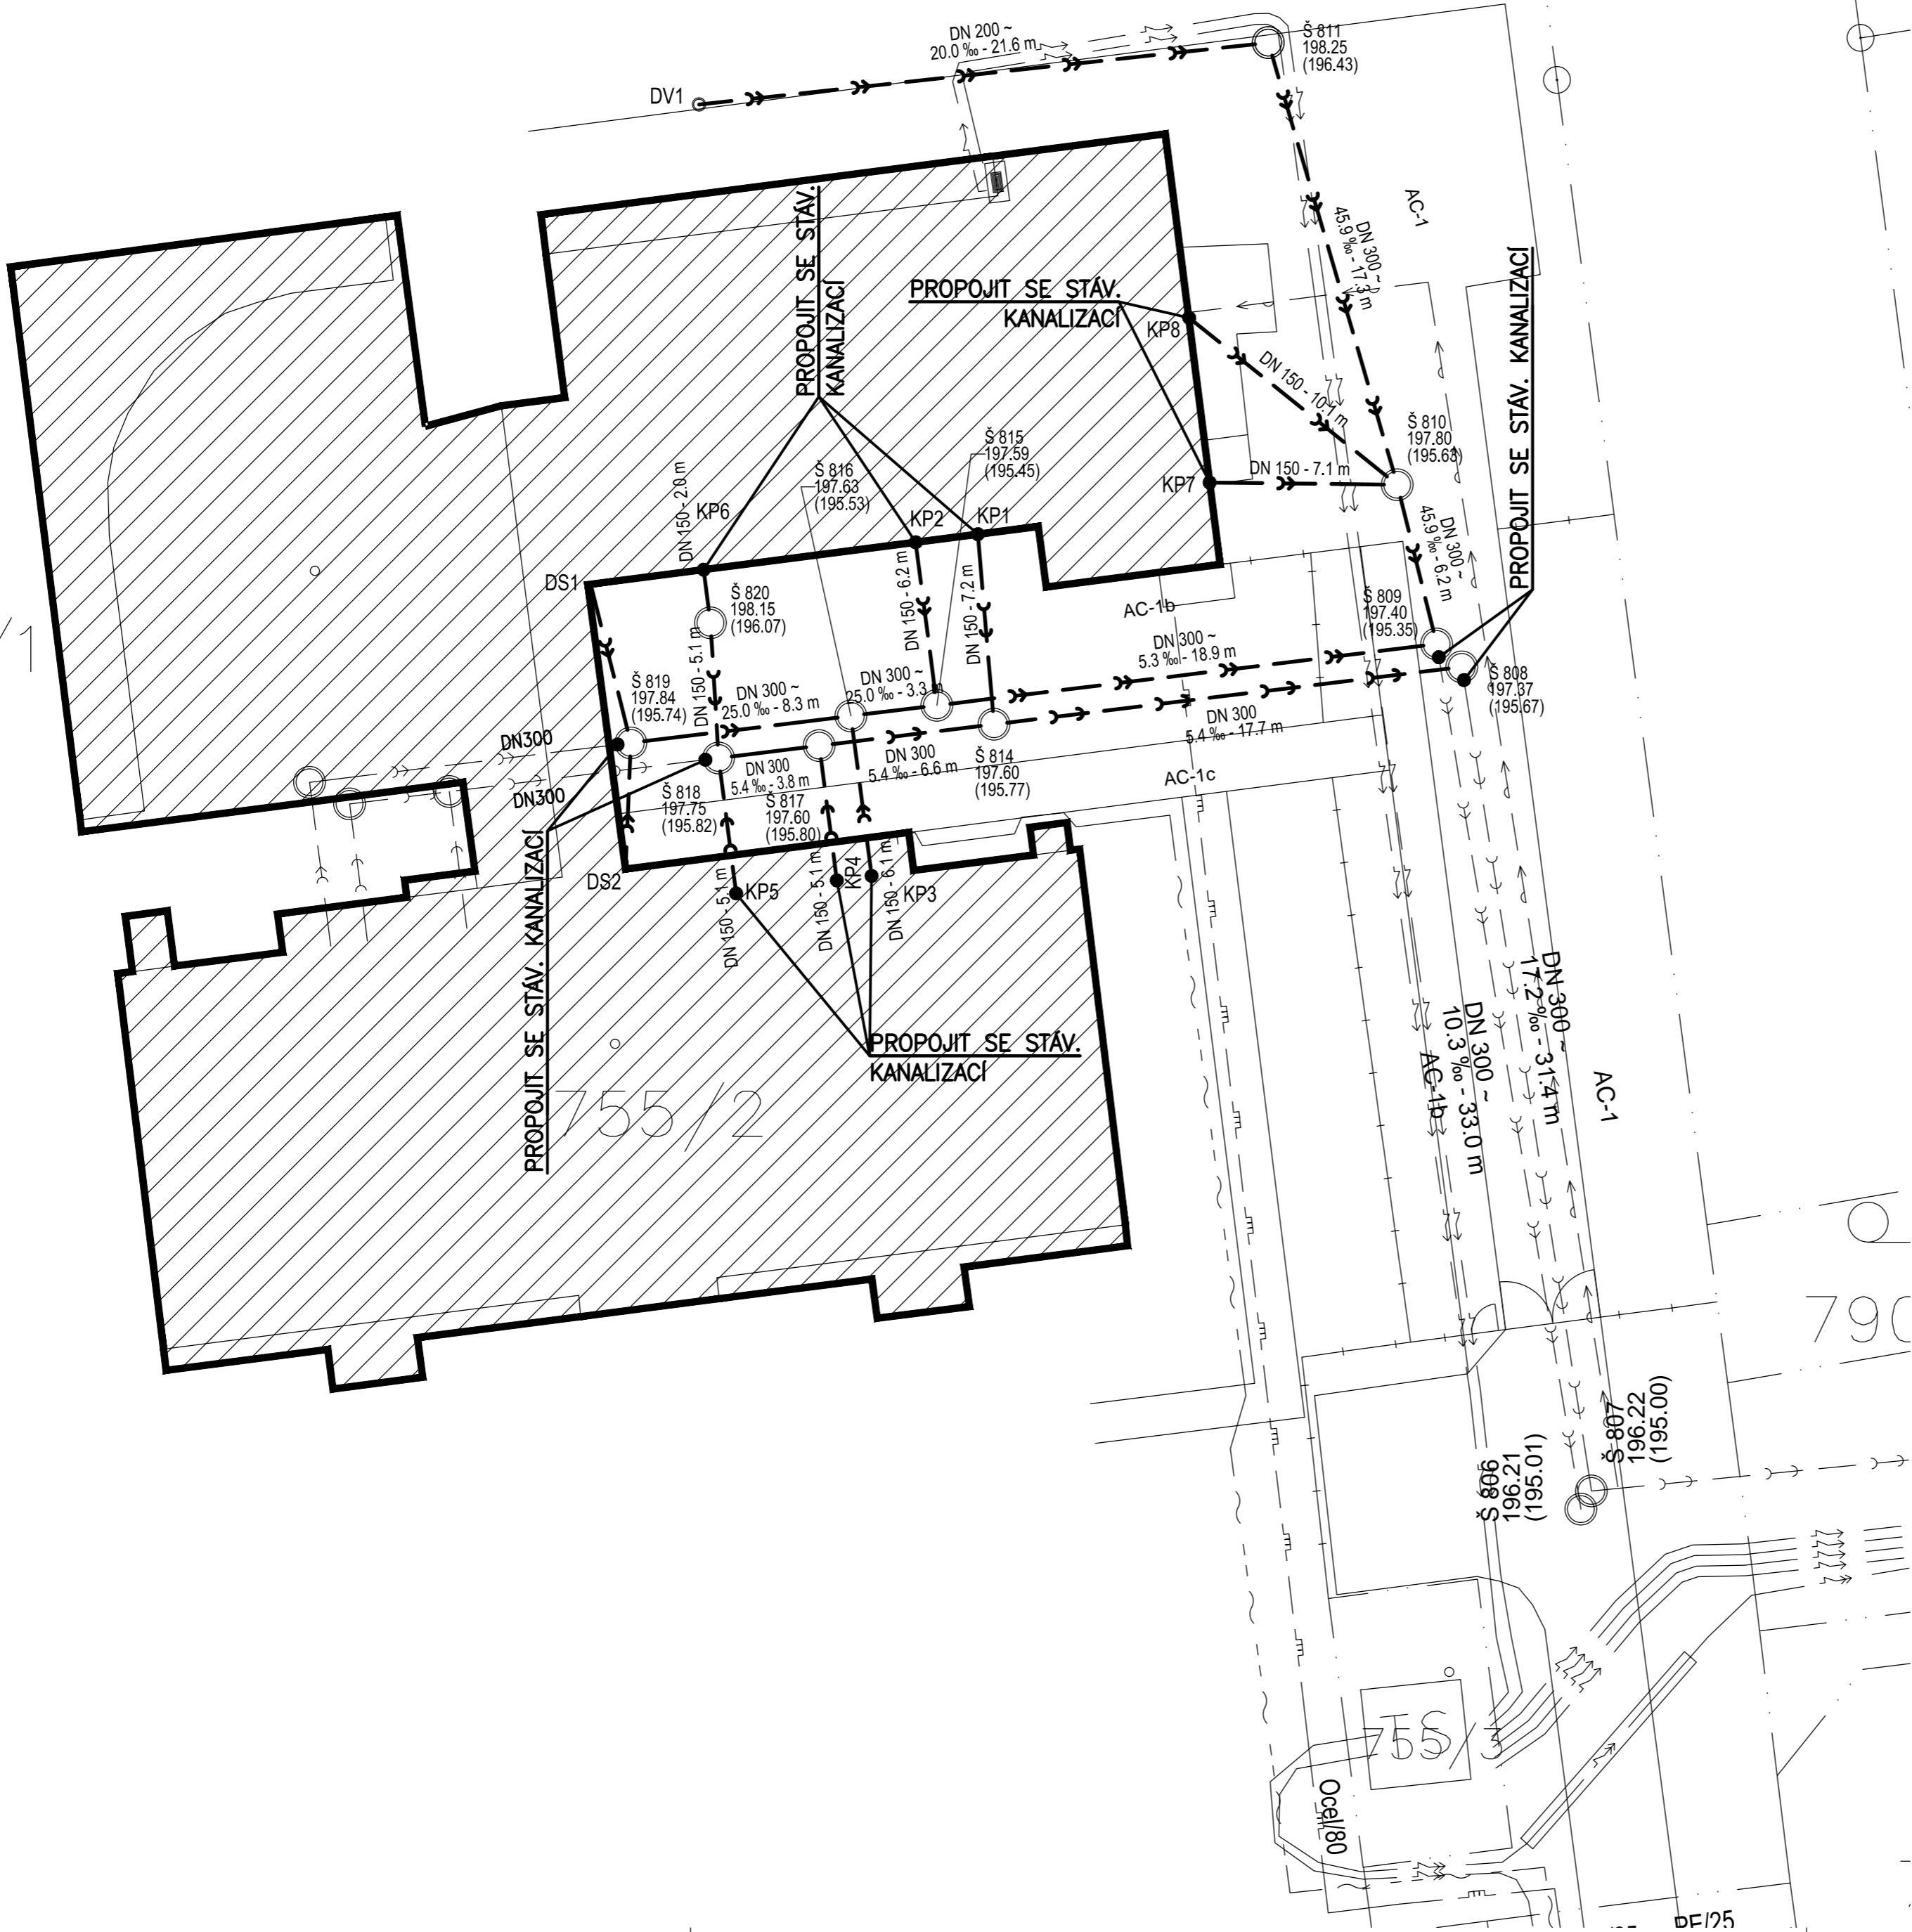 DN 200 ~
20.0 ‰ - 21.6 m
Š 811
198.25
(196.43)
DV1
AC-1
DN 300 ~
45.9 ‰ - 17.3 m
PROPOJIT SE STÁV.
KANALIZACÍ
PROPOJIT SE STÁV.
KANALIZACÍ
PROPOJIT SE STÁV. KANALIZACÍ
KP8
DN 150 - 10.1 m
Š 810
197.80
(195.63)
Š 815
197.59
(195.45)
Š 816
197.63
(195.53)
DN 150 - 2.0 m
KP6
KP2
KP1
KP7
DN 150 - 7.1 m
DN 300 ~
45.9 ‰ - 6.2 m
DS1
Š 820
198.15
(196.07)
DN 150 - 6.2 m
DN 150 - 7.2 m
AC-1b
Š 809
197.40
(195.35)
/1
DN 150 - 5.1 m
DN 300 ~
5.3 ‰ - 18.9 m
Š 819
197.84
(195.74)
DN 300 ~
25.0 ‰ - 8.3 m
DN 300 ~
25.0 ‰ - 3.3 m
Š 808
197.37
(195.67)
DN 300
5.4 ‰ - 17.7 m
DN300
DN300
DN 300
5.4 ‰ - 3.8 m
DN 300
5.4 ‰ - 6.6 m
Š 814
197.60
(195.77)
AC-1c
Š 818
197.75
(195.82)
Š 817
197.60
(195.80)
DS2
DN 150 - 5.1 m
KP5
DN 150 - 5.1 m
KP4
DN 150 - 6.1 m
KP3
PROPOJIT SE STÁV. KANALIZACÍ
PROPOJIT SE STÁV.
KANALIZACÍ
755/2
DN 300 ~
17.2 ‰ - 31.4 m
DN 300 ~
10.3 ‰ - 33.0 m
AC-1b
AC-1
790
Š 807
196.22
(195.00)
Š 806
196.21
(195.01)
TS
755/3
Ocel/80
PE/25